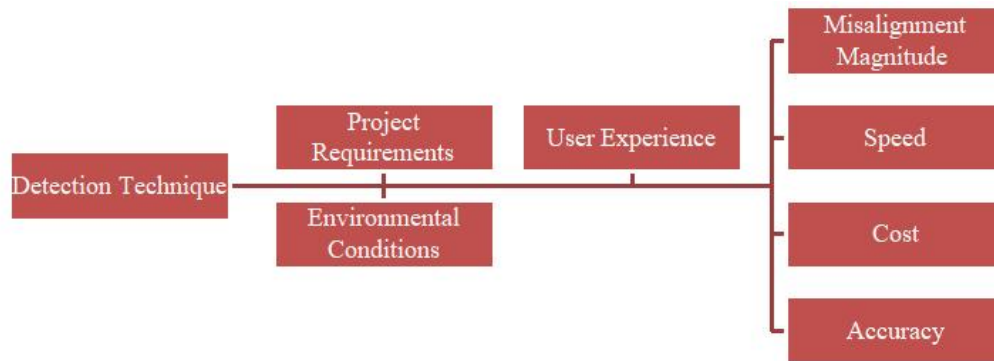 Detection Technique
Project
Requirements
Environmental
Conditions
User Experience
Misalignment
Magnitude
Speed
Cost
Accuracy